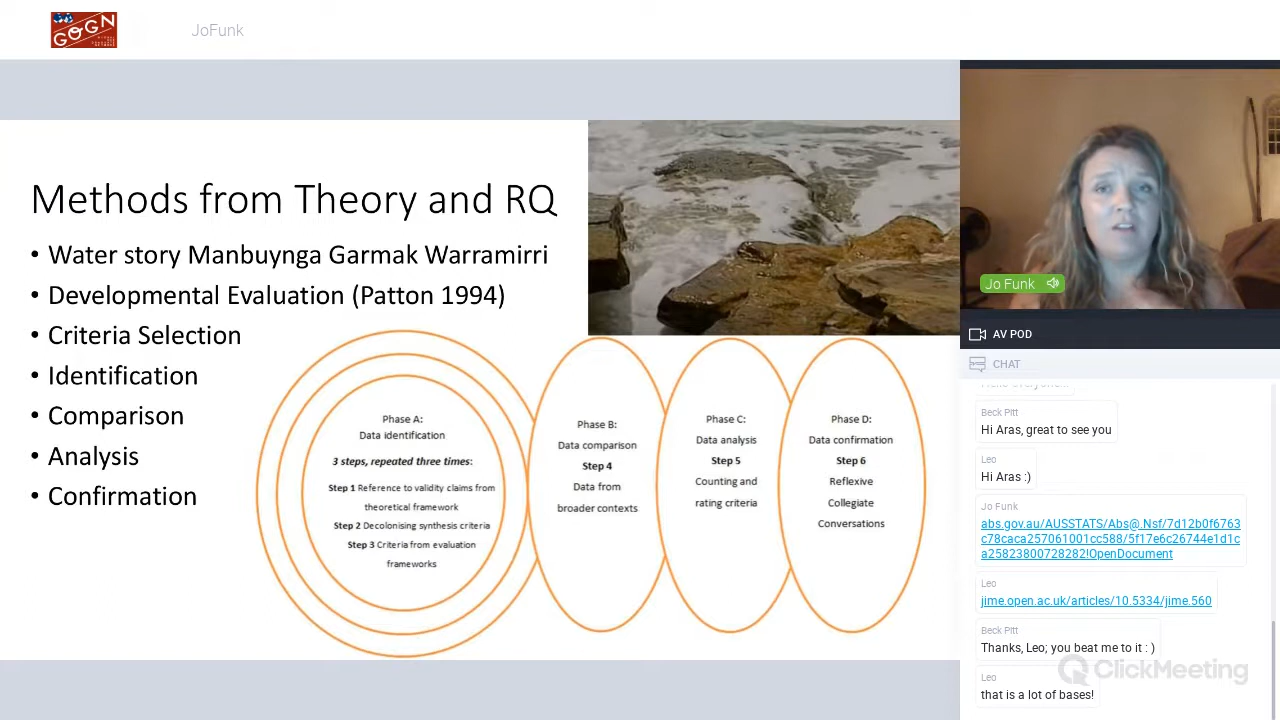 GOGN
JoFunk
Methods from Theory and RQ
• Water story Manbuynga Garmak Warramirri
• Developmental Evaluation (Patton 1994)
• Criteria Selection
• Identification
• Comparison
• Analysis
• Confirmation
Phase A:
Data identification
3 steps, repeated three times:
Step 1 Reference to validity claims from
theoretical framework
Step 2 Decolonising synthesis criteria
Step 3 Criteria from evaluation
frameworks
Phase B:
Data comparison
Step 4
Data from
broader contexts
Phase C:
Data analysis
Step 5
Counting and
rating criteria
Phase D:
Data confirmation
Step 6
Reflexive
Collegiate
Conversations
Jo Funk
AV POD
CHAT
Beck Pitt
Hi Aras, great to see you
Leo
Hi Aras :)
Jo Funk
abs.gov.au/AUSSTATS/Abs@.Nsf/7d12b0f6763
c78caca257061001cc588/5f17e6c26744e1d1c
a25823800728282!OpenDocument
Leo
jime.open.ac.uk/articles/10.5334/jime.560
Beck Pitt
Thanks, Leo; you beat me to it : )
ClickMeeting
Leo
that is a lot of bases!